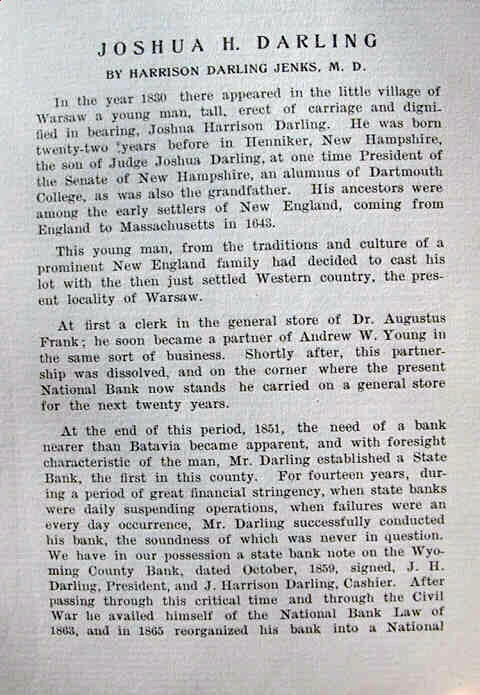 JOSHUA H. DARLING
BY HARRISON DARLING JENKS, M. D.
In the year 1830 there appeared in the little village of
Warsaw a young man, tall, erect of carriage and digni-
fied in bearing, Joshua Harrison Darling. He was born
twenty-two years before in Henniker, New Hampshire,
the son of Judge Joshua Darling, at one time President of
the Senate of New Hampshire, an alumnus of Dartmouth
College, as was also the grandfather. His ancestors were
among the early settlers of New England, coming from
England to Massachusetts in 1643.
This young man, from the traditions and culture of a
prominent New England family had decided to cast his
lot with the then just settled Western country, the pres-
ent locality of Warsaw.
At first a clerk in the general store of Dr. Augustus
Frank; he soon became a partner of Andrew W. Young in
the same sort of business. Shortly after, this partner-
ship was dissolved, and on the corner where the present
National Bank now stands he carried on a general store
for the next twenty years.
At the end of this period, 1851, the need of a bank
nearer than Batavia became apparent, and with foresight
characteristic of the man, Mr. Darling established a State
Bank, the first in this county. For fourteen years, dur-
ing a period of great financial stringency, when state banks
were daily suspending operations, when failures were an
every day occurrence, Mr. Darling successfully conducted
his bank, the soundness of which was never in question.
We have in our possession a state bank note on the Wyo-
ming County Bank, dated October, 1859, signed, J. H.
Darling, President, and J. Harrison Darling, Cashier. After
passing through this critical time and through the Civil
War he availed himself of the National Bank Law of
1863, and in 1865 reorganized his bank into a National